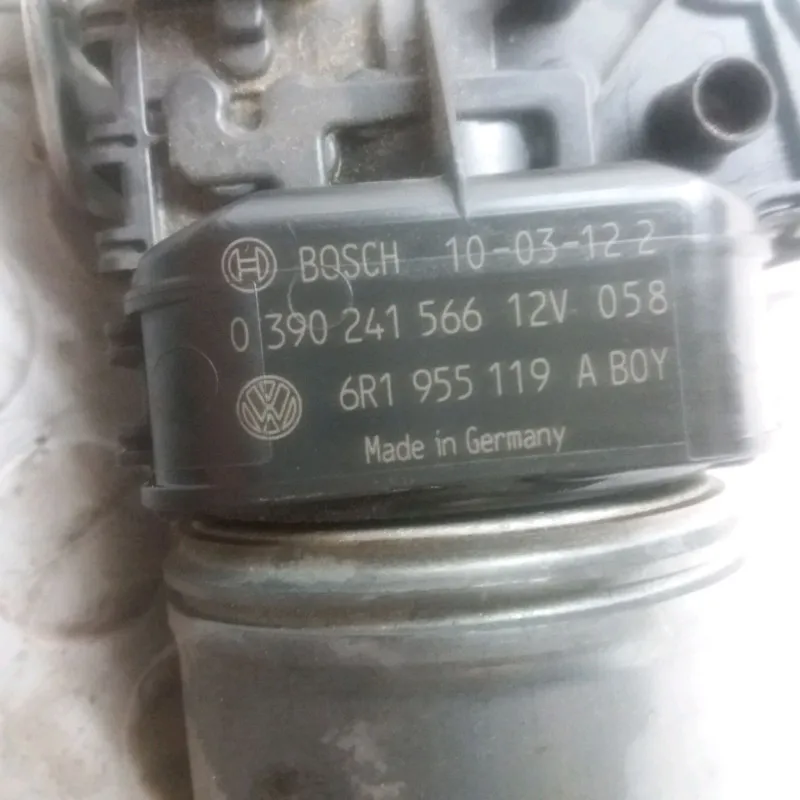 BOSCH 10-03-12 2
0 390 241 566 12V 058
6R1 955 119 A BOY
Made in Germany